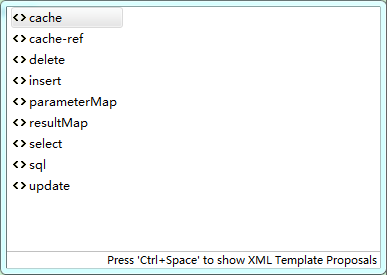 cache
cache-ref
delete
insert
parameterMap
resultMap
select
sql
update
Press 'Ctrl+Space' to show XML Template Proposals